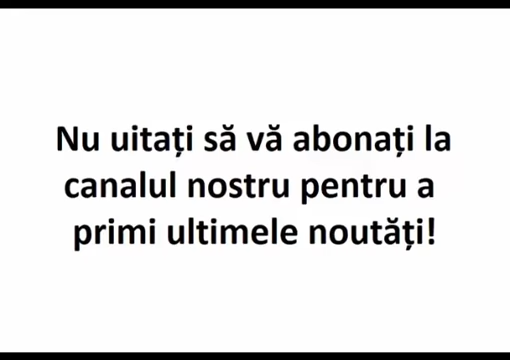 Nu uitați să vă abonați la
canalul nostru pentru a
primi ultimele noutăți!